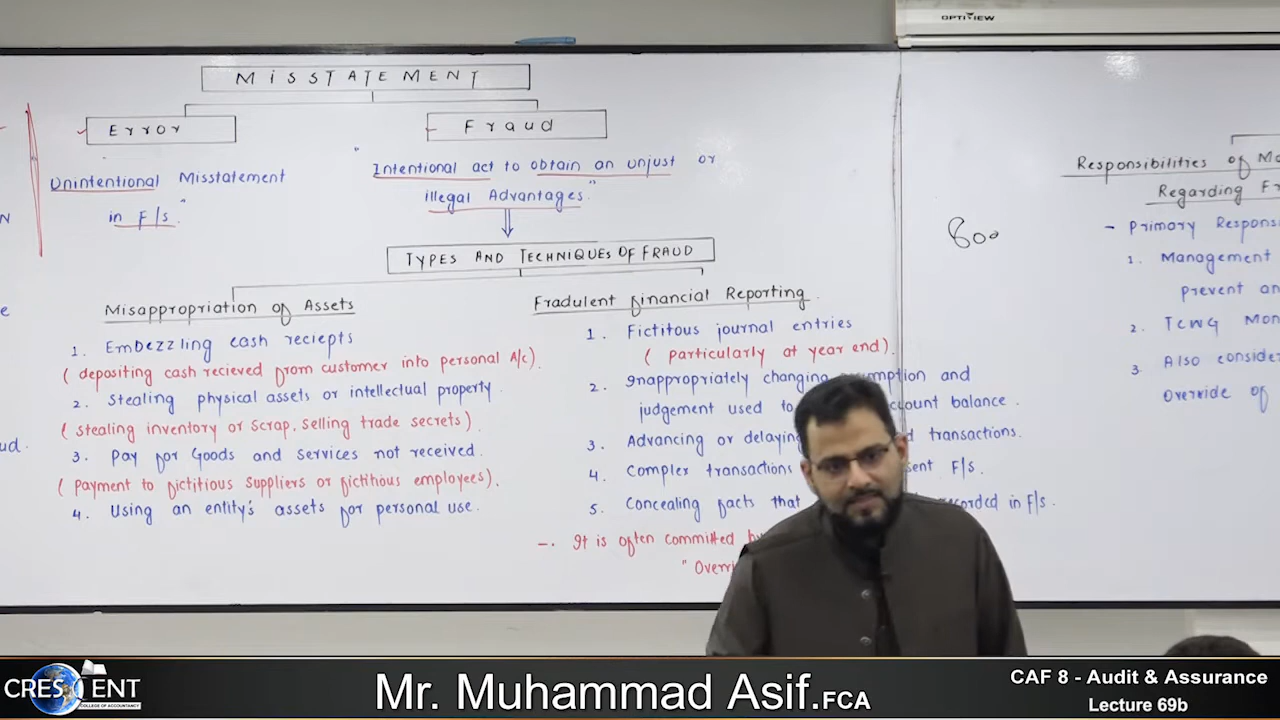 OPTIVIEW
MISSTATEMENT
Error
Fraud
Unintentional Misstatement
in F/s."
"Intentional act to obtain an unjust or
illegal Advantages."
TYPES AND TECHNIQUES OF FRAUD
Misappropriation of Assets
1. Embezzling cash reciepts
(depositing cash recieved from customer into personal A/c).
2. Stealing physical assets or intellectual property.
(stealing inventory or scrap, selling trade secrets).
3. Pay for Goods and Services not received.
(payment to fictitious suppliers or fictitious employees).
4. Using an entity's assets for personal use.
Fradulent financial Reporting.
1. Fictitous journal entries
(particularly at year end).
2. Inappropriately changing and
judgement used to account balance.
3. Advancing or delaying transactions.
4. Complex transactions F/s.
5. Concealing facts that recorded in F/s.
-. It is often committed
"
800
Responsibilities of
Regarding
- Primary
1. Management
prevent
2. TCWG
3. Also
Override of
CRESCENT
COLLEGE OF ACCOUNTANCY
Mr. Muhammad Asif.FCA
CAF 8 - Audit & Assurance
Lecture 69b